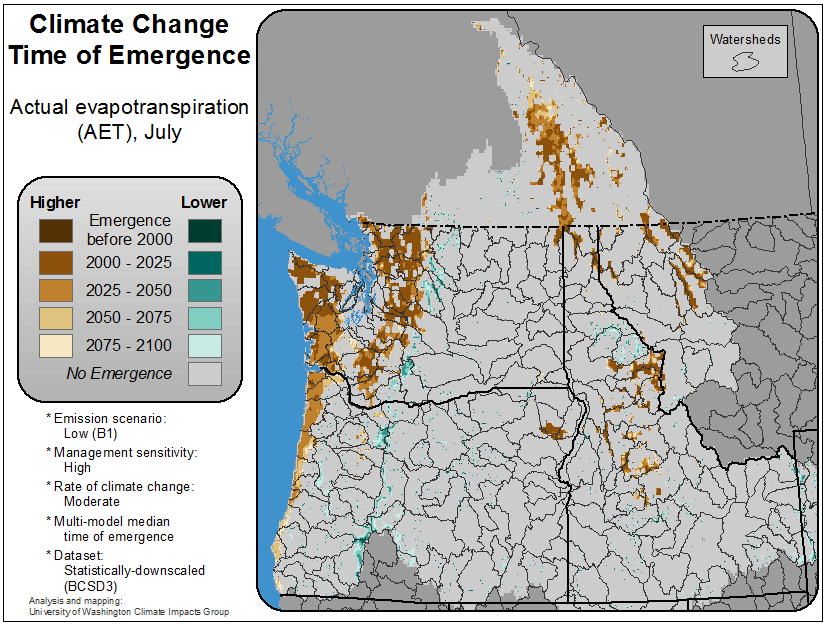 Climate Change
Time of Emergence
Actual evapotranspiration
(AET), July
Higher
Lower
Emergence
before 2000
2000 - 2025
2025 - 2050
2050 - 2075
2075 - 2100
No Emergence
* Emission scenario:
Low (B1)
* Management sensitivity:
High
* Rate of climate change:
Moderate
* Multi-model median
time of emergence
* Dataset:
Statistically-downscaled
(BCSD3)
Analysis and mapping:
University of Washington Climate Impacts Group
Watersheds